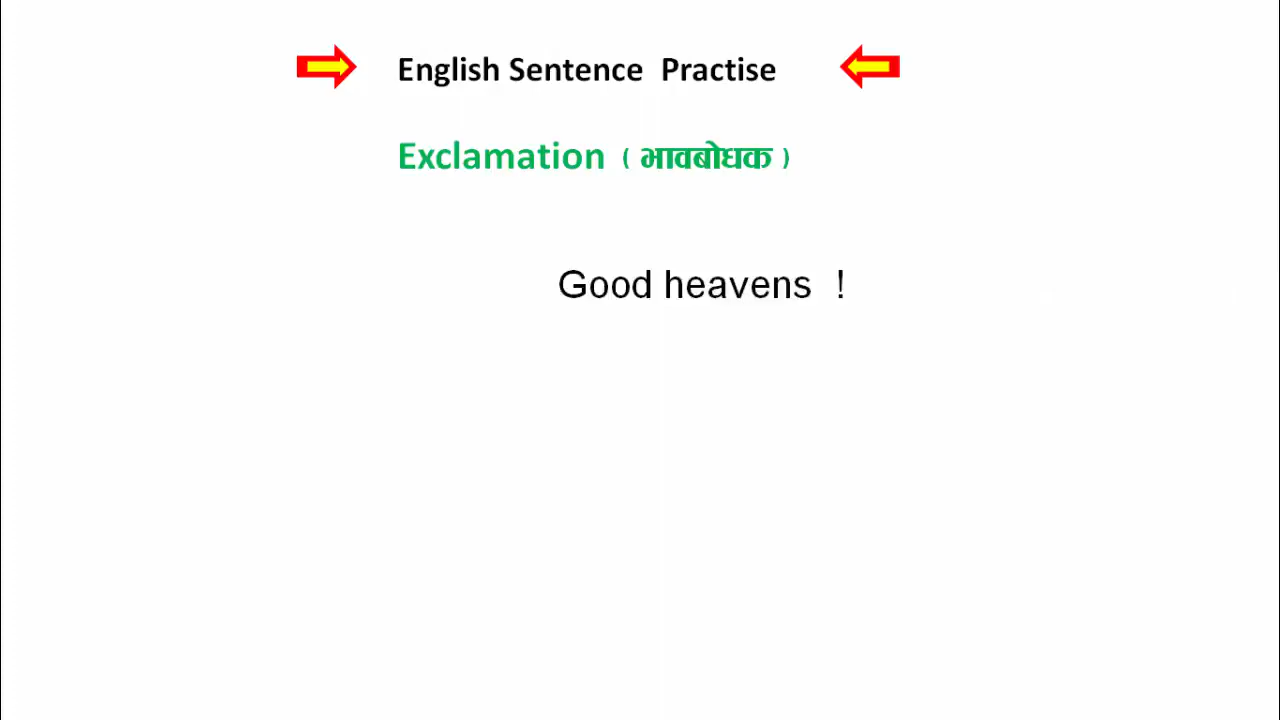 English Sentence Practise
Exclamation ( भावबोधक )
Good heavens !